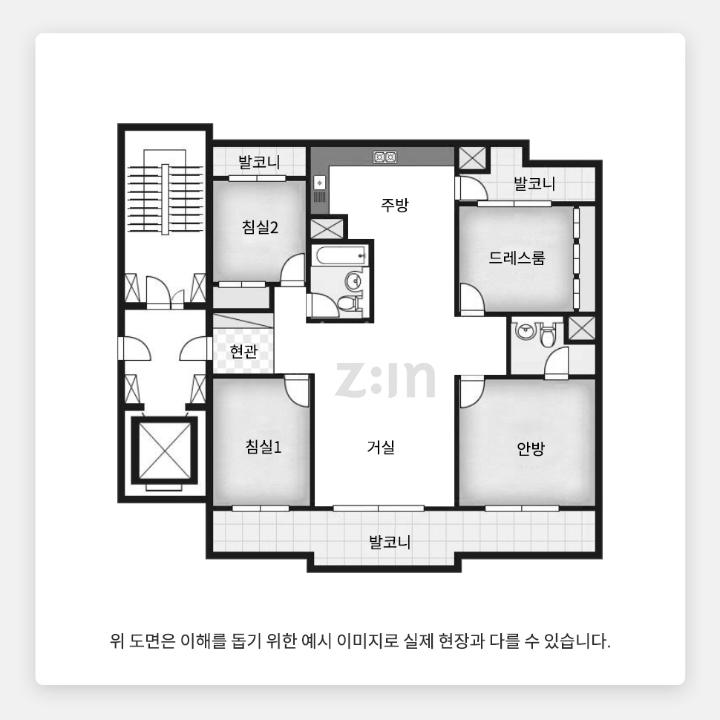 발코니
발코니
주방
침실2
드레스룸
현관
z:in
침실1
거실
안방
발코니
위 도면은 이해를 돕기 위한 예시 이미지로 실제 현장과 다를 수 있습니다.